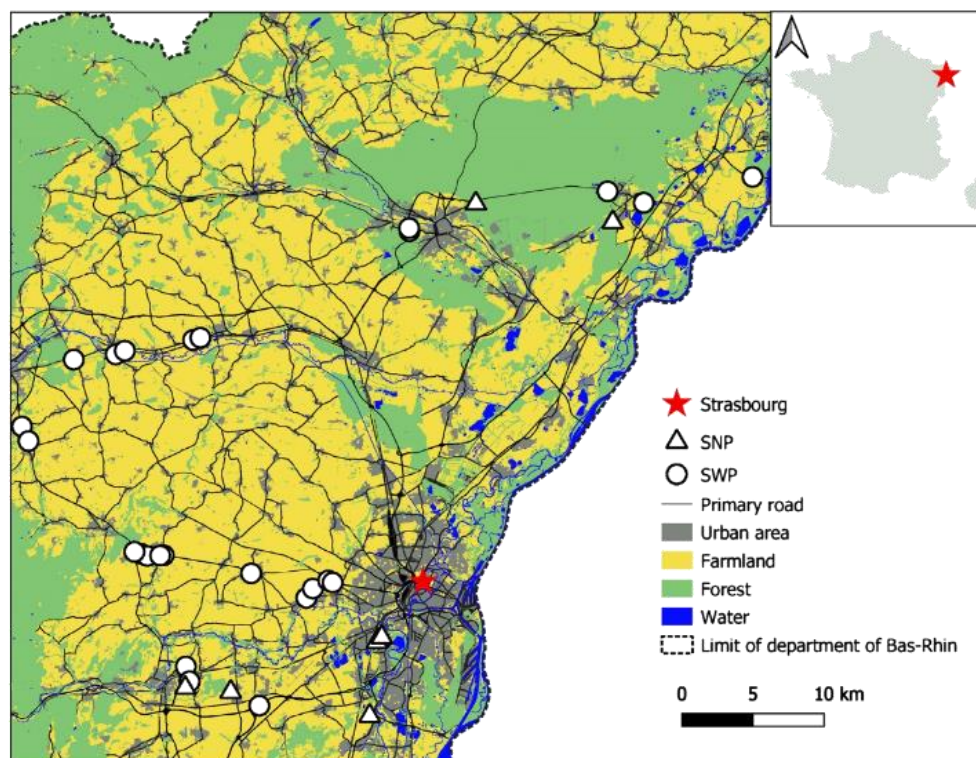 Strasbourg
SNP
SWP
Primary road
Urban area
Farmland
Forest
Water
Limit of department of Bas-Rhin
0 5 10 km